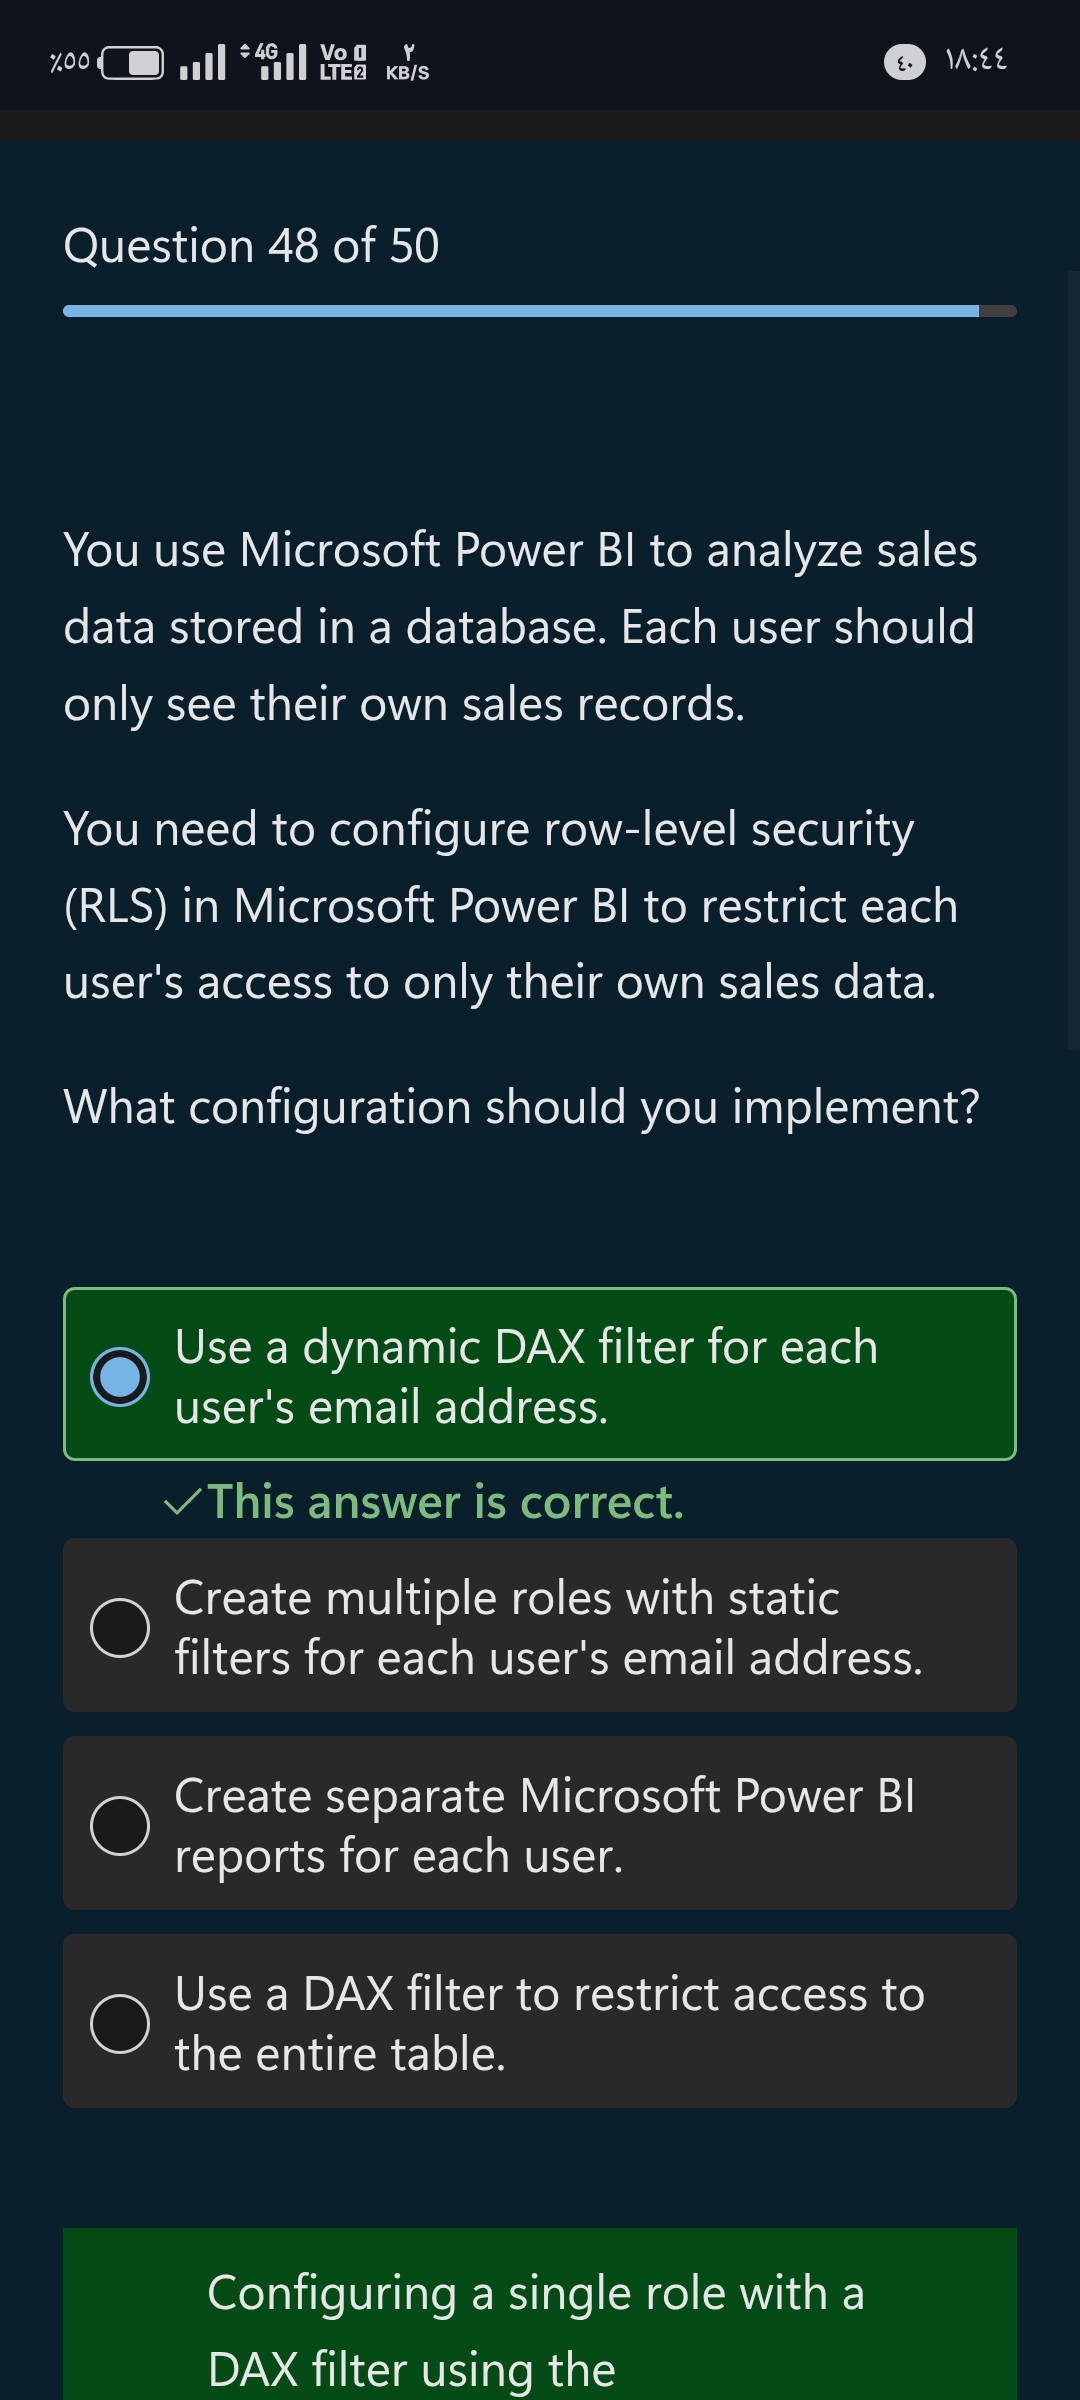 ٪٥٥ 4G Vo 1 LTE 2 ٢ KB/S ٤٠ ١٨:٤٤
Question 48 of 50
You use Microsoft Power BI to analyze sales
data stored in a database. Each user should
only see their own sales records.
You need to configure row-level security
(RLS) in Microsoft Power BI to restrict each
user's access to only their own sales data.
What configuration should you implement?
Use a dynamic DAX filter for each
user's email address.
This answer is correct.
Create multiple roles with static
filters for each user's email address.
Create separate Microsoft Power BI
reports for each user.
Use a DAX filter to restrict access to
the entire table.
Configuring a single role with a
DAX filter using the